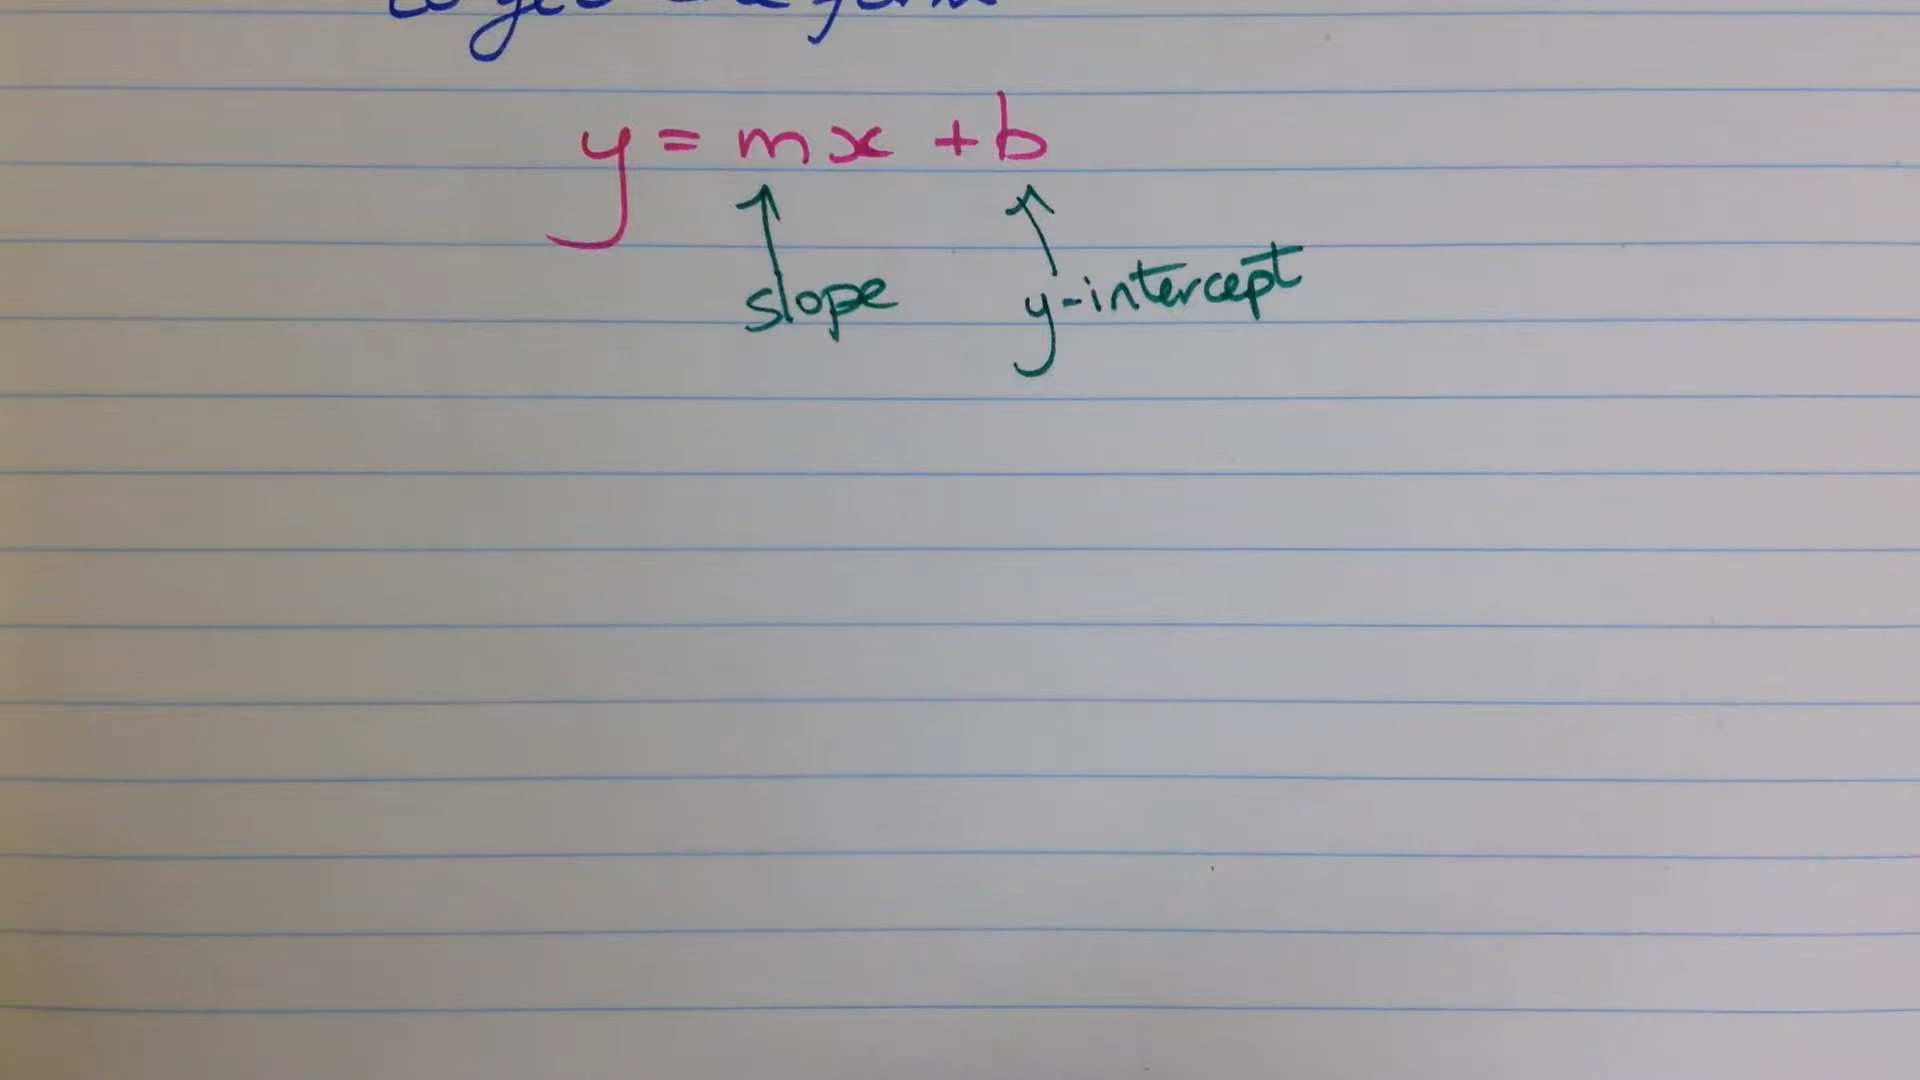 y = mx + b
slope y-intercept